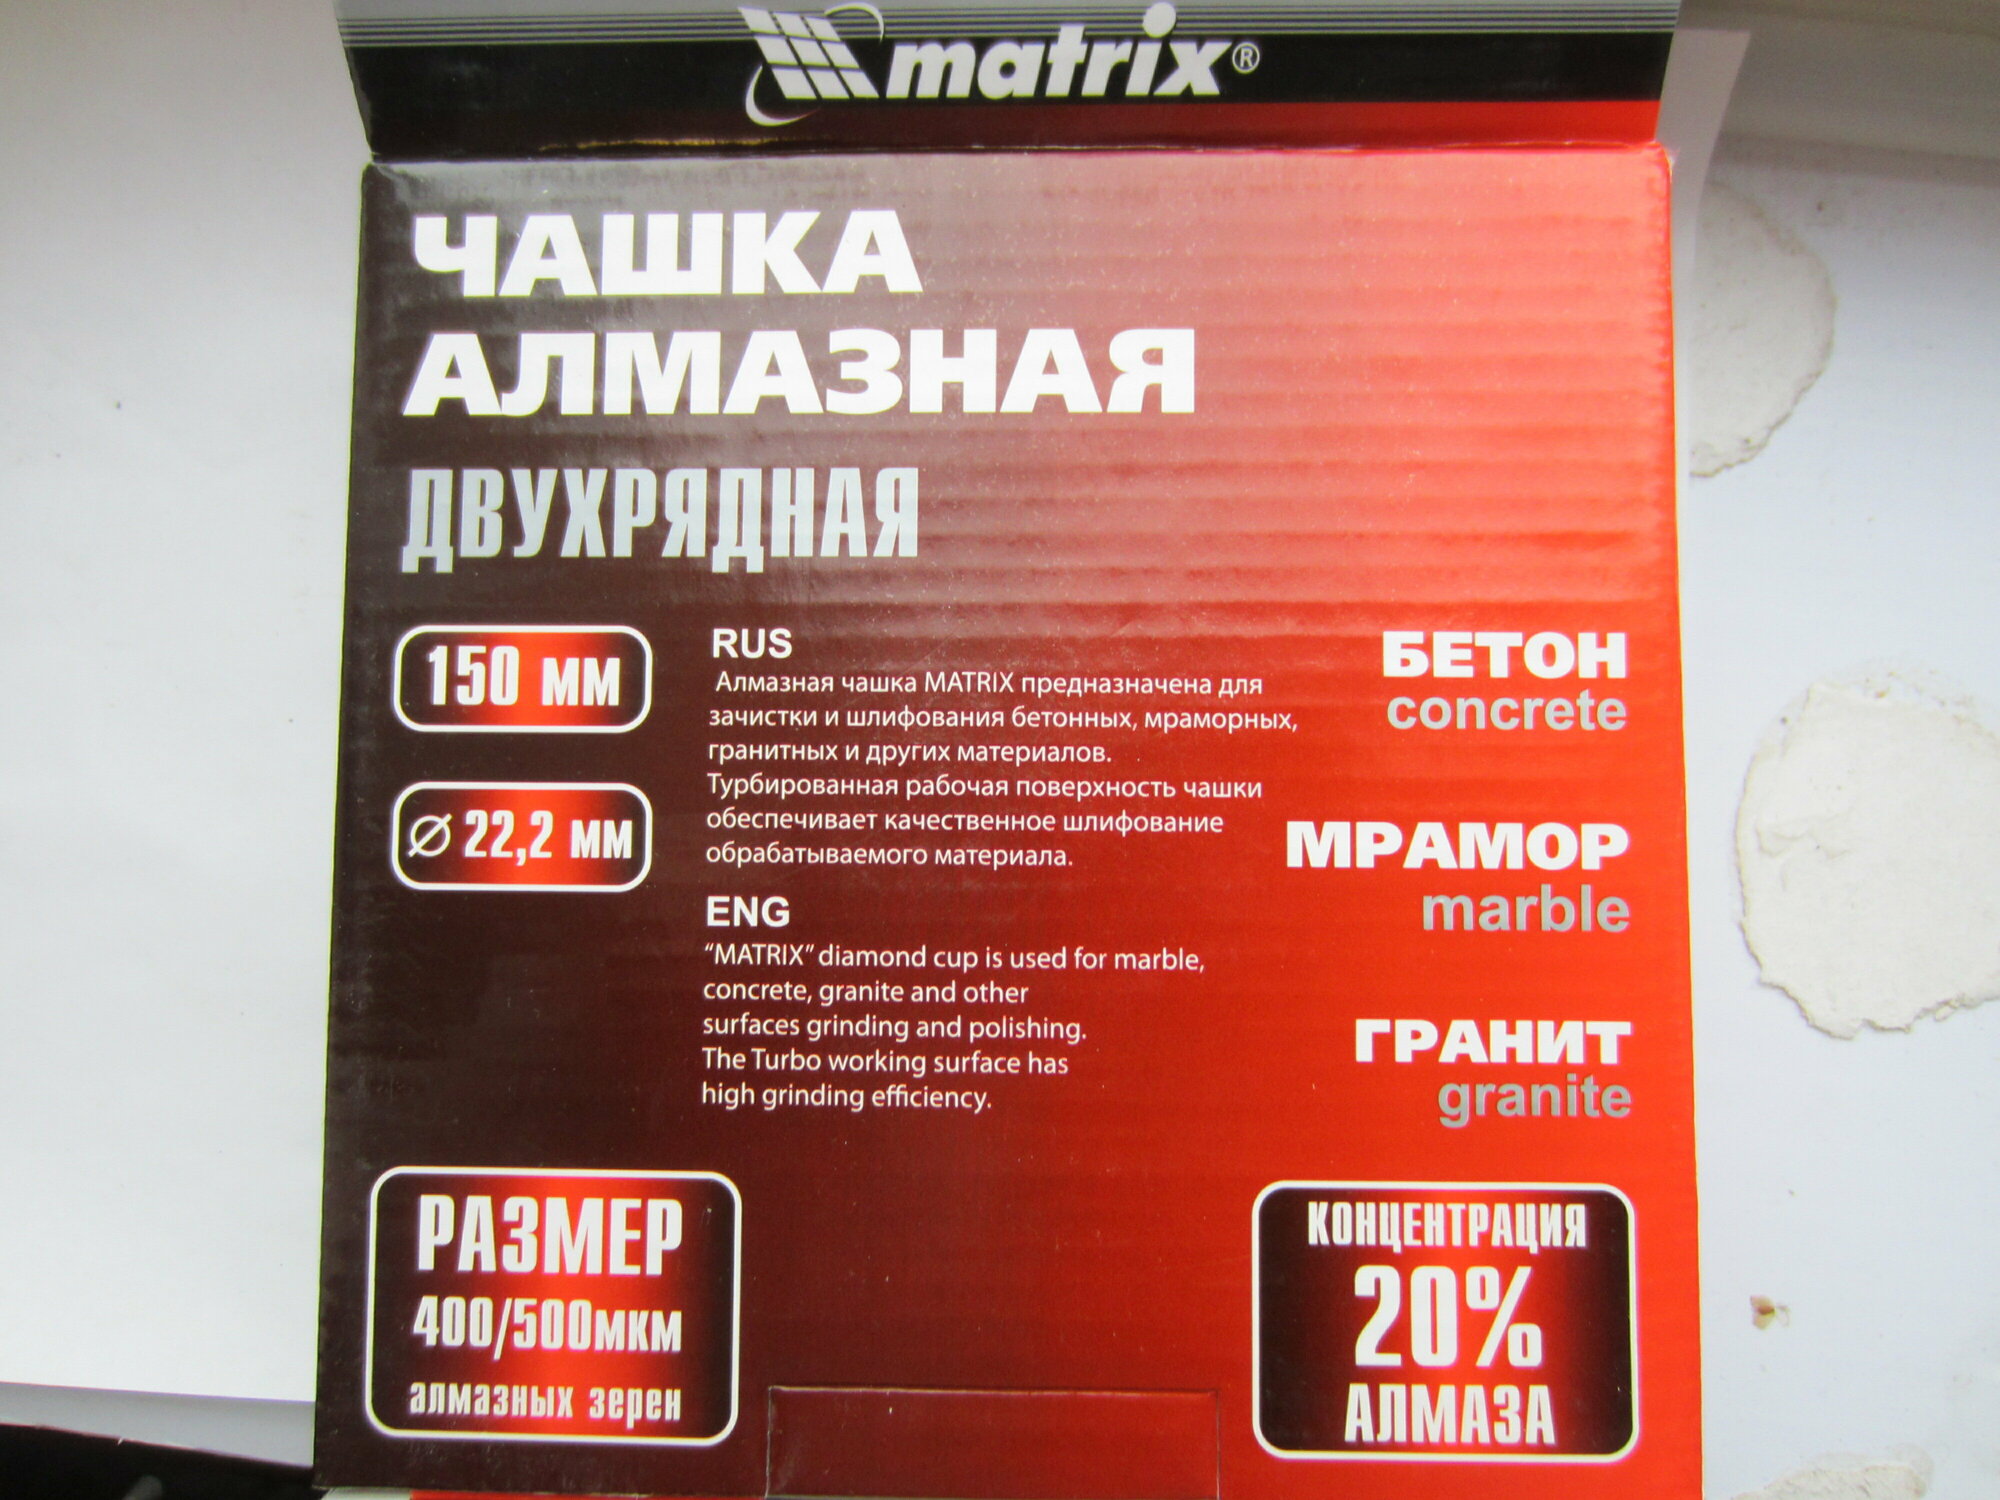 matrix®
ЧАШКА
АЛМАЗНАЯ
ДВУХРЯДНАЯ
150 мм
⌀ 22,2 мм
RUS
Алмазная чашка MATRIX предназначена для
зачистки и шлифования бетонных, мраморных,
гранитных и других материалов.
Турбированная рабочая поверхность чашки
обеспечивает качественное шлифование
обрабатываемого материала.
ENG
“MATRIX” diamond cup is used for marble,
concrete, granite and other
surfaces grinding and polishing.
The Turbo working surface has
high grinding efficiency.
БЕТОН
concrete
МРАМОР
marble
ГРАНИТ
granite
РАЗМЕР
400/500мкм
алмазных зерен
КОНЦЕНТРАЦИЯ
20%
АЛМАЗА